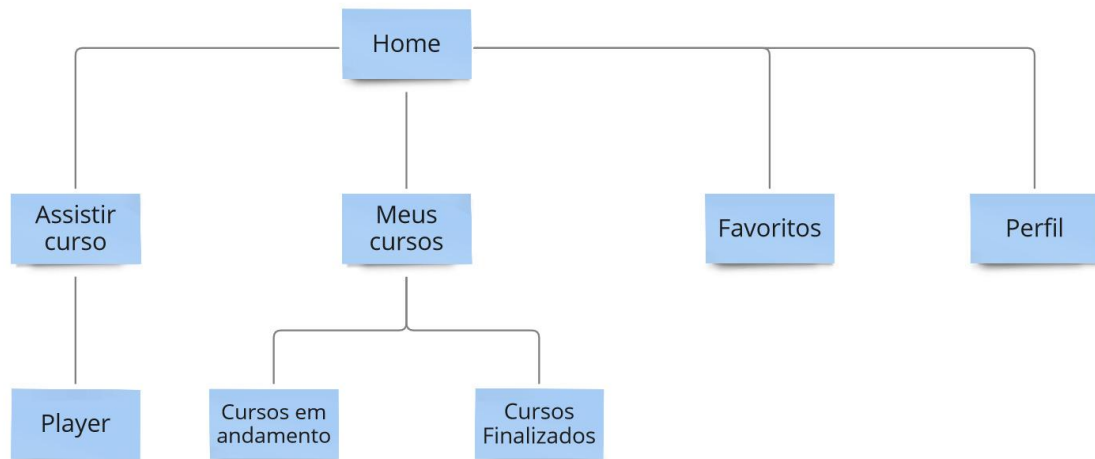 Home
Assistir
curso
Meus
cursos
Favoritos
Perfil
Player
Cursos em
andamento
Cursos
Finalizados